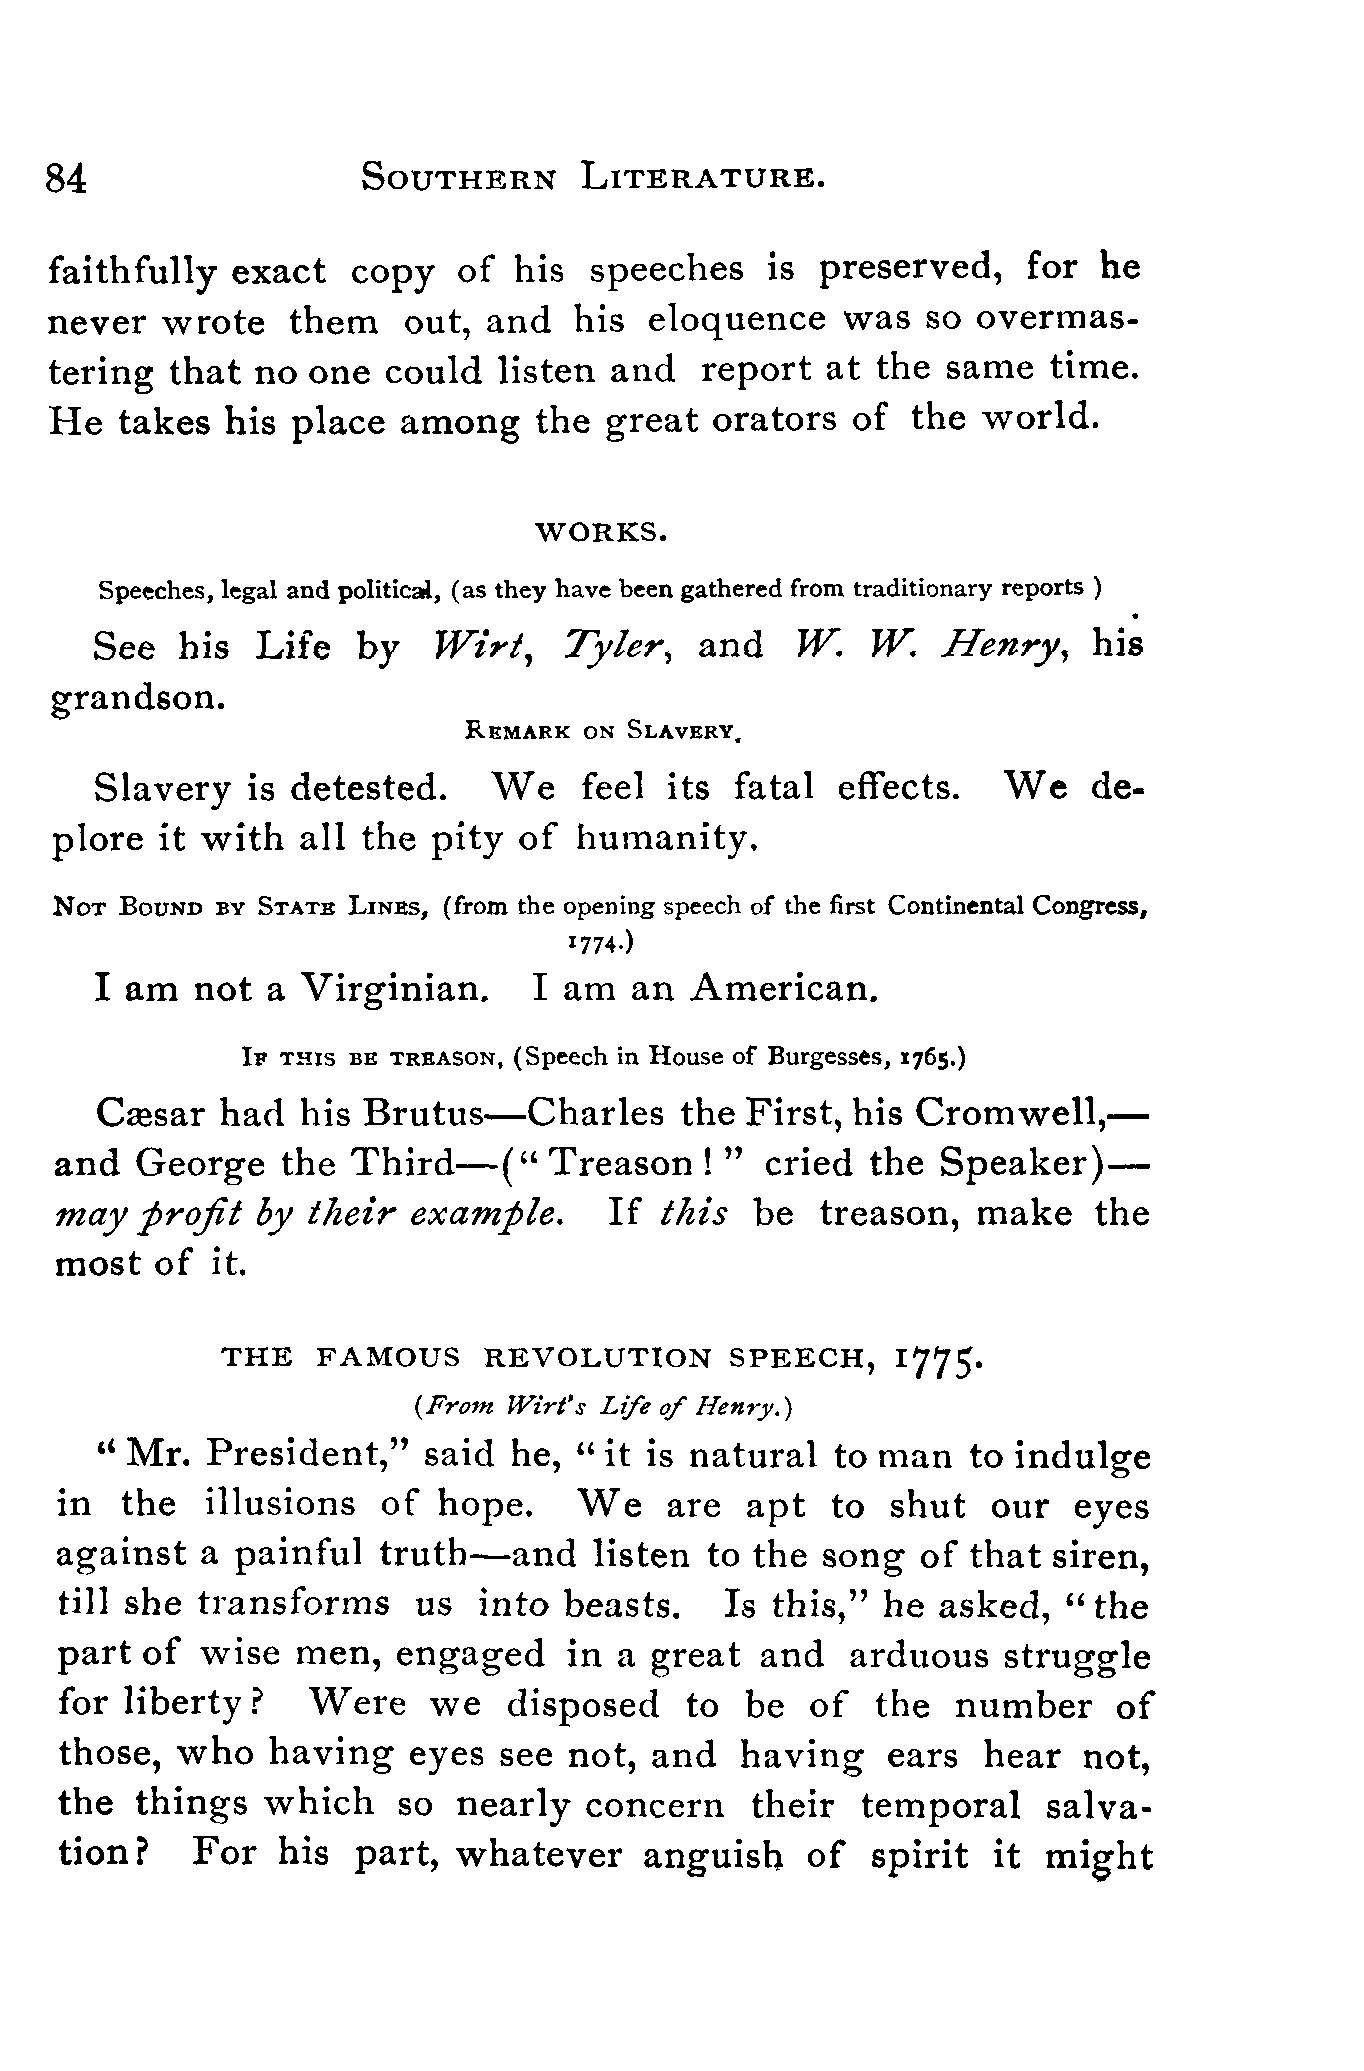 84 SOUTHERN LITERATURE.
faithfully exact copy of his speeches is preserved, for he
never wrote them out, and his eloquence was so overmas-
tering that no one could listen and report at the same time.
He takes his place among the great orators of the world.
WORKS.
Speeches, legal and political, (as they have been gathered from traditionary reports )
See his Life by Wirt, Tyler, and W. W. Henry, his
grandson.
REMARK ON SLAVERY.
Slavery is detested. We feel its fatal effects. We de-
plore it with all the pity of humanity.
NOT BOUND BY STATE LINES, (from the opening speech of the first Continental Congress,
1774.)
I am not a Virginian. I am an American.
IF THIS BE TREASON, (Speech in House of Burgesses, 1765.)
Cæsar had his Brutus—Charles the First, his Cromwell,—
and George the Third—(“ Treason ! ” cried the Speaker)—
may profit by their example. If this be treason, make the
most of it.
THE FAMOUS REVOLUTION SPEECH, 1775.
(From Wirt's Life of Henry.)
“ Mr. President,” said he, “ it is natural to man to indulge
in the illusions of hope. We are apt to shut our eyes
against a painful truth—and listen to the song of that siren,
till she transforms us into beasts. Is this,” he asked, “ the
part of wise men, engaged in a great and arduous struggle
for liberty ? Were we disposed to be of the number of
those, who having eyes see not, and having ears hear not,
the things which so nearly concern their temporal salva-
tion ? For his part, whatever anguish of spirit it might